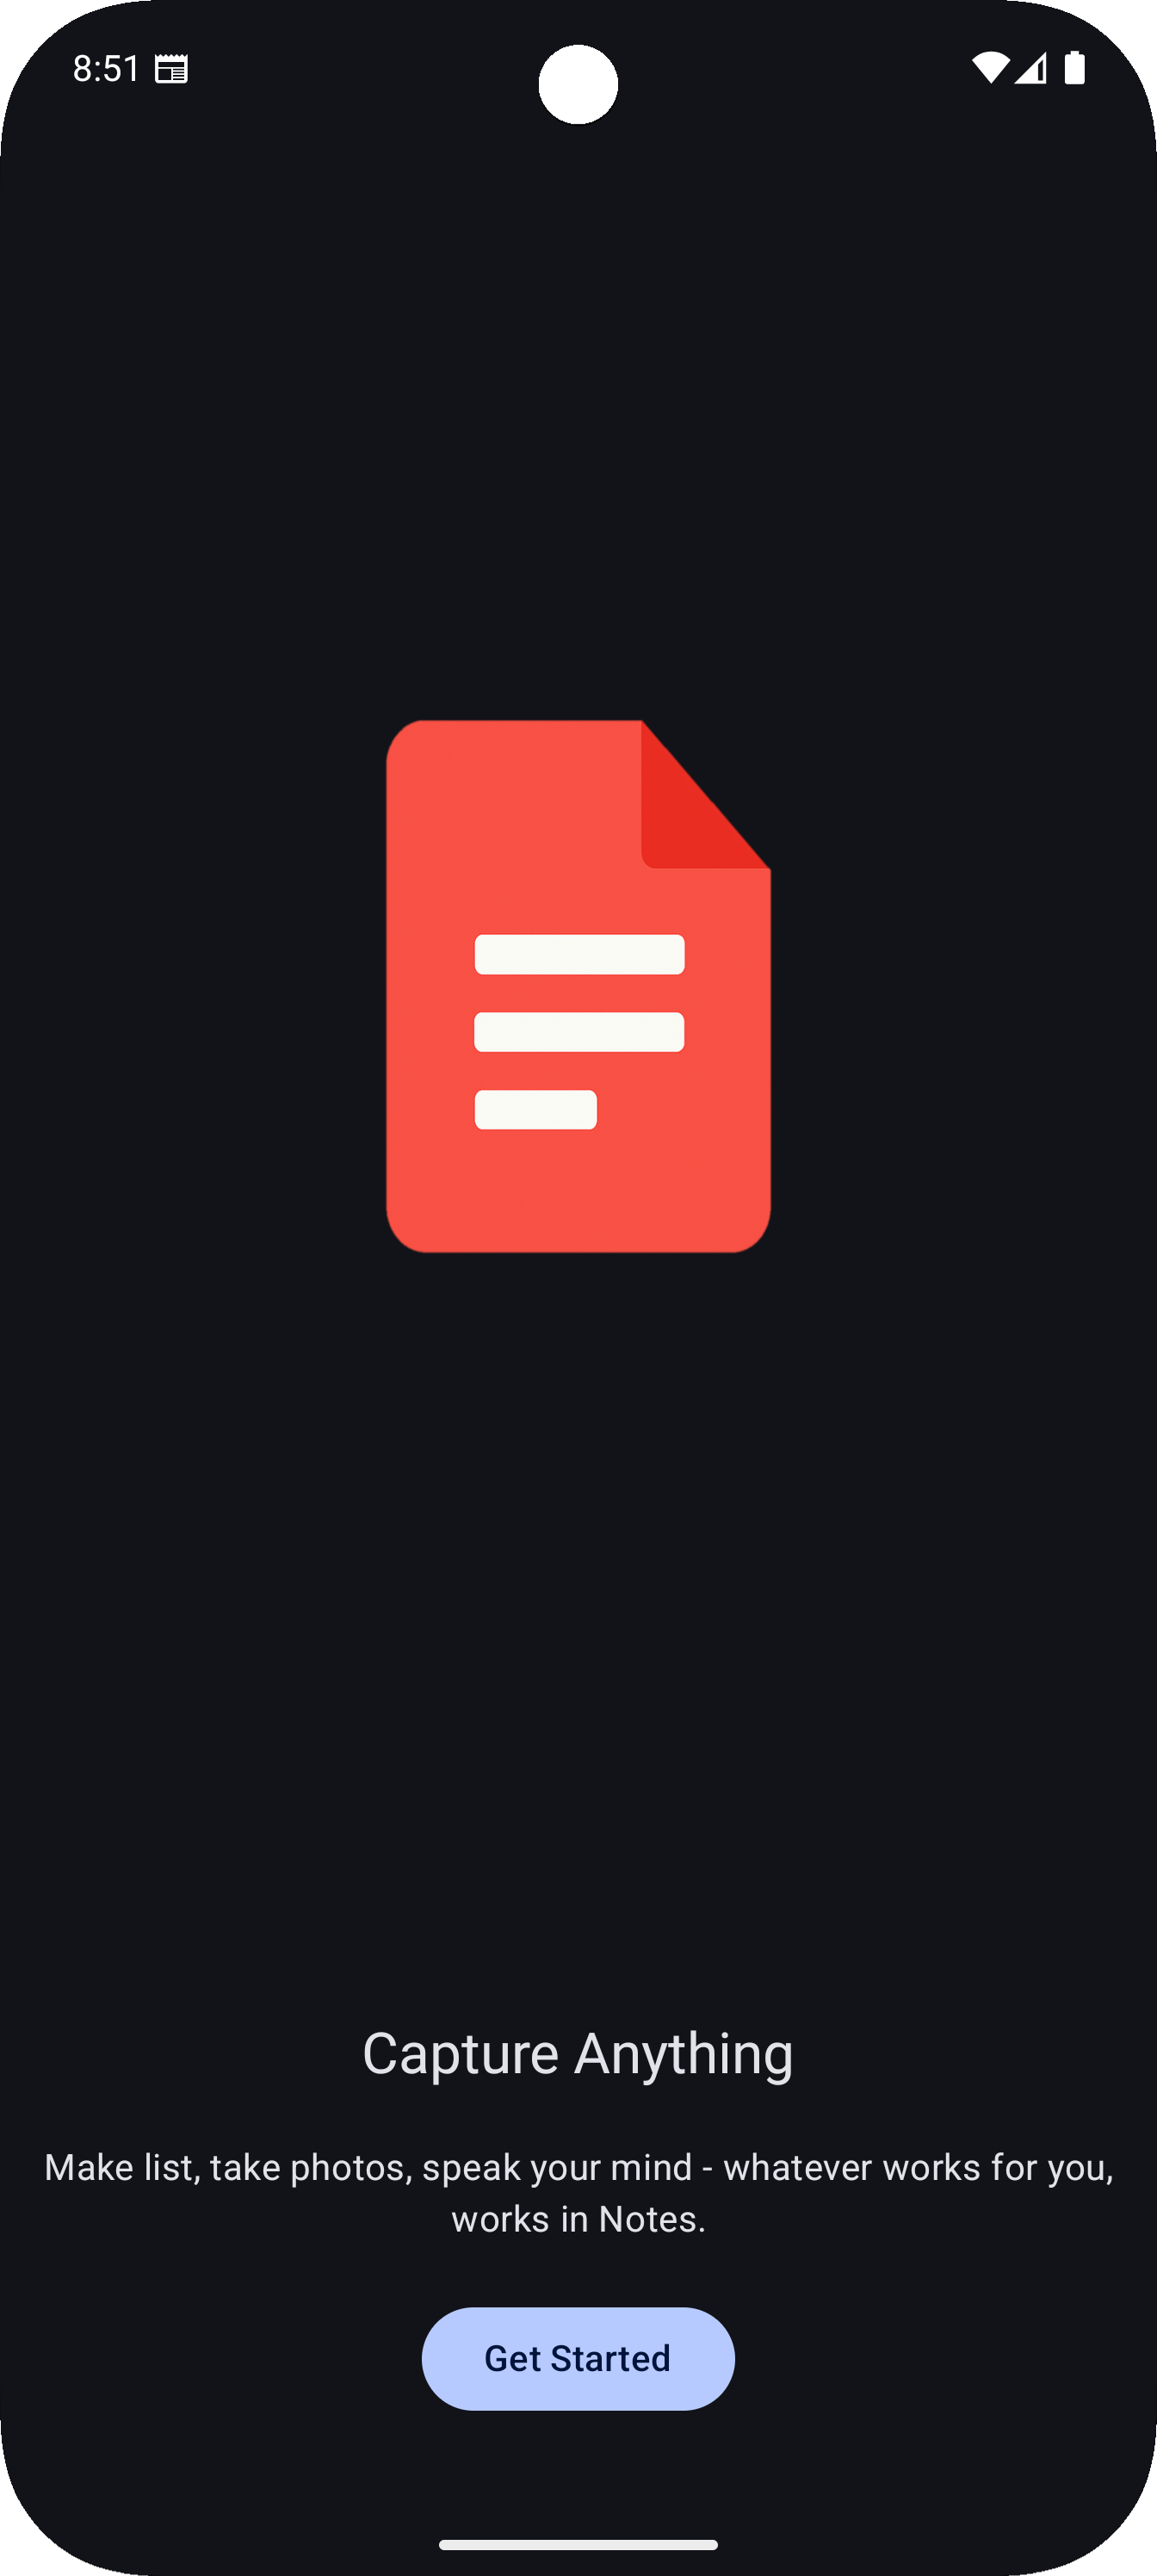 8:51
Capture Anything
Make list, take photos, speak your mind - whatever works for you,
works in Notes.
Get Started